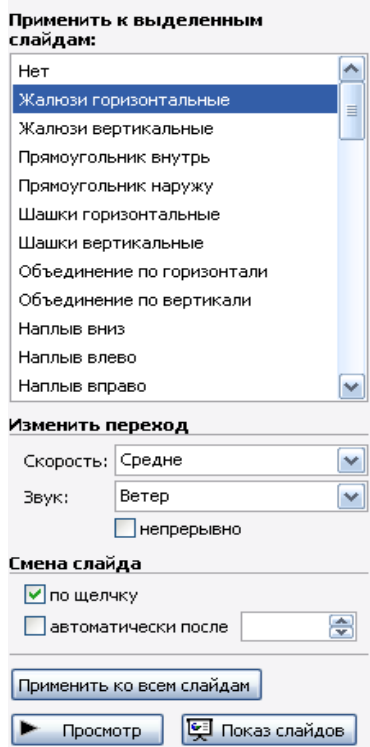 Применить к выделенным
слайдам:
Нет
Жалюзи горизонтальные
Жалюзи вертикальные
Прямоугольник внутрь
Прямоугольник наружу
Шашки горизонтальные
Шашки вертикальные
Объединение по горизонтали
Объединение по вертикали
Наплыв вниз
Наплыв влево
Наплыв вправо
Изменить переход
Скорость: Средне
Звук: Ветер
непрерывно
Смена слайда
по щелчку
автоматически после
Применить ко всем слайдам
Просмотр Показ слайдов